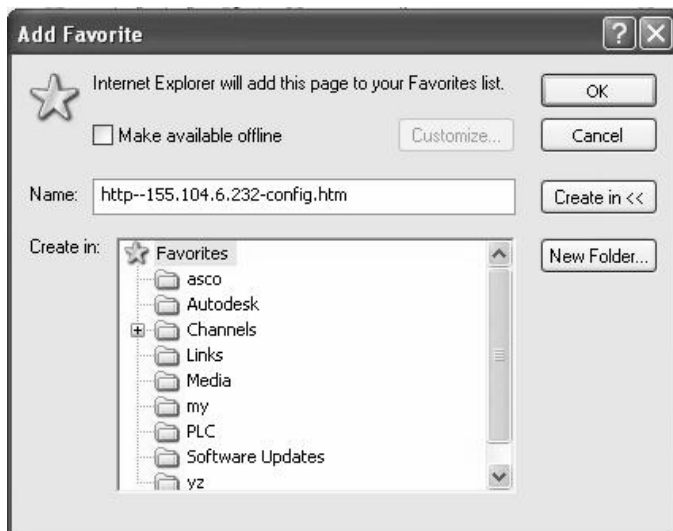 Add Favorite
Internet Explorer will add this page to your Favorites list.
OK
Make available offline
Customize...
Cancel
Name:
http--155.104.6.232-config.htm
Create in <<
Create in:
Favorites
New Folder...
asco
Autodesk
Channels
Links
Media
my
PLC
Software Updates
yz